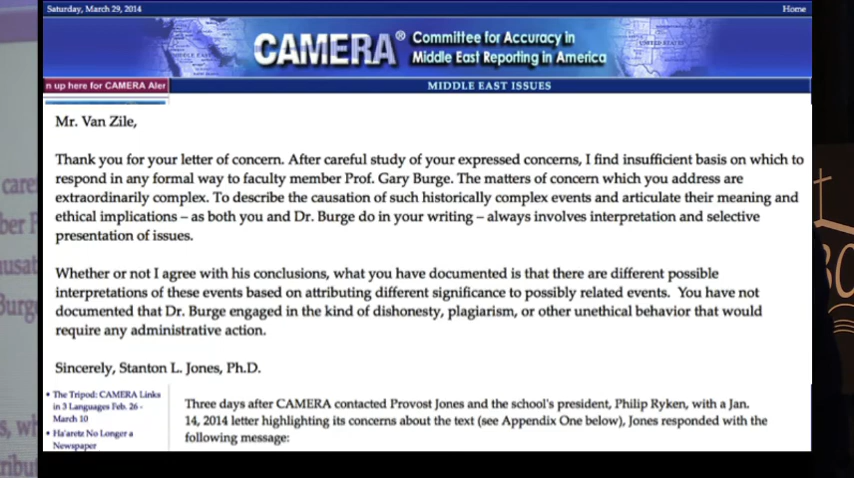 Saturday, March 29, 2014
Home
CAMERA® Committee for Accuracy in
Middle East Reporting in America
n up here for CAMERA Aler
MIDDLE EAST ISSUES
Mr. Van Zile,
Thank you for your letter of concern. After careful study of your expressed concerns, I find insufficient basis on which to
respond in any formal way to faculty member Prof. Gary Burge. The matters of concern which you address are
extraordinarily complex. To describe the causation of such historically complex events and articulate their meaning and
ethical implications – as both you and Dr. Burge do in your writing – always involves interpretation and selective
presentation of issues.
Whether or not I agree with his conclusions, what you have documented is that there are different possible
interpretations of these events based on attributing different significance to possibly related events. You have not
documented that Dr. Burge engaged in the kind of dishonesty, plagiarism, or other unethical behavior that would
require any administrative action.
Sincerely, Stanton L. Jones, Ph.D.
• The Tripod: CAMERA Links
in 3 Languages Feb. 26 -
March 10
• Ha'aretz No Longer a
Newspaper
Three days after CAMERA contacted Provost Jones and the school's president, Philip Ryken, with a Jan.
14, 2014 letter highlighting its concerns about the text (see Appendix One below), Jones responded with the
following message: